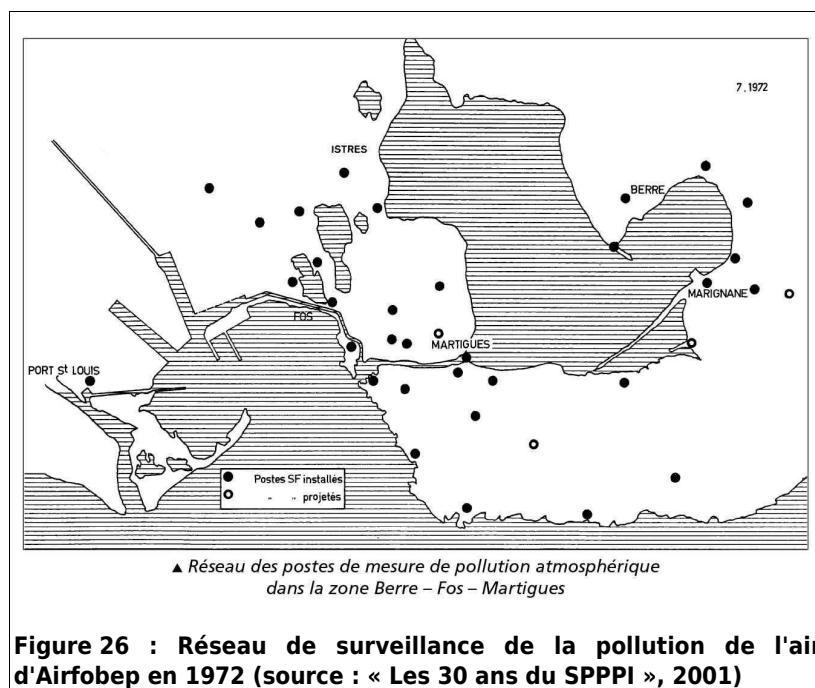 7.1972
ISTRES
BERRE
MARIGNANE
FOS
MARTIGUES
PORT St LOUIS
● Postes SF installés
○ " " projetés
▲ Réseau des postes de mesure de pollution atmosphérique
dans la zone Berre – Fos – Martigues
Figure 26 : Réseau de surveillance de la pollution de l'air
d'Airfobep en 1972 (source : « Les 30 ans du SPPPI », 2001)